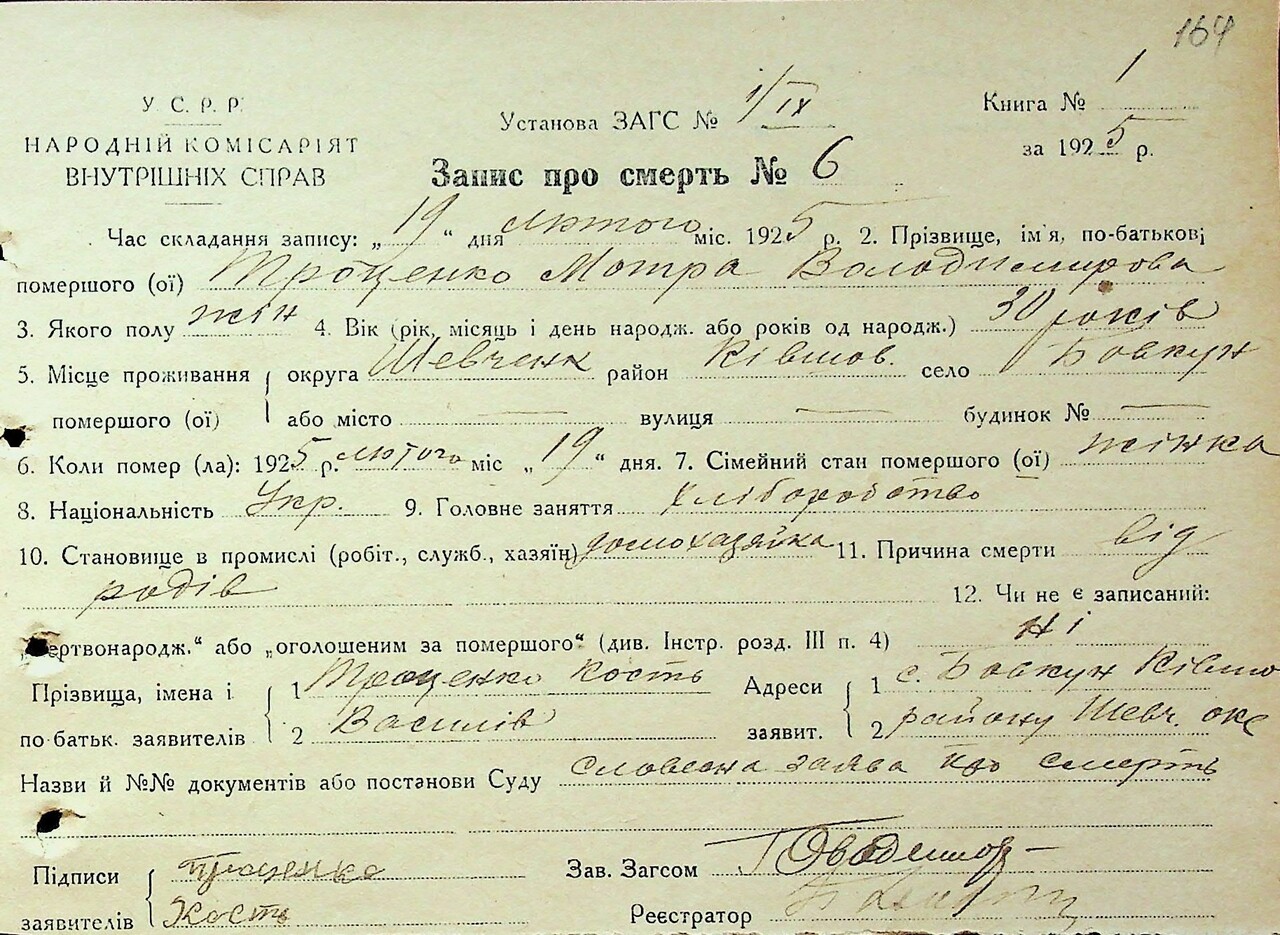 164
У. С. Р. Р.
НАРОДНІЙ КОМІСАРІЯТ
ВНУТРІШНІХ СПРАВ
Установа ЗАГС № 1/IX
Книга № 1
за 1925 р.
Запис про смерть № 6
Час складання запису: „19" дня лютого міс. 1925 р. 2. Прізвище, ім'я, по-батькові
помершого (ої) Троценко Мотра Володимирова
3. Якого полу жін 4. Вік (рік, місяць і день народж. або років од народж.) 30 років
5. Місце проживання округа Шевченк район Ківшов. село Бовкун
помершого (ої) або місто — вулиця — будинок № —
6. Коли помер (ла): 1925 р. лютого міс „19" дня. 7. Сімейний стан помершого (ої) жінка
8. Національність Укр. 9. Головне заняття хліборобство
10. Становище в промислі (робіт., служб., хазяїн) домохазяйка 11. Причина смерти від
родів 12. Чи не є записаний:
„мертвонародж." або „оголошеним за помершого" (див. Інстр. розд. III п. 4) ні
Прізвища, імена і 1 Троценко Кость Адреси 1 с. Бовкун Ківшо
по батьк. заявителів 2 Василів заявит. 2 району Шевч. окр
Назви й №№ документів або постанови Суду словесна заява про смерть
Підписи троценко Зав. Загсом
заявителів Кость Реєстратор